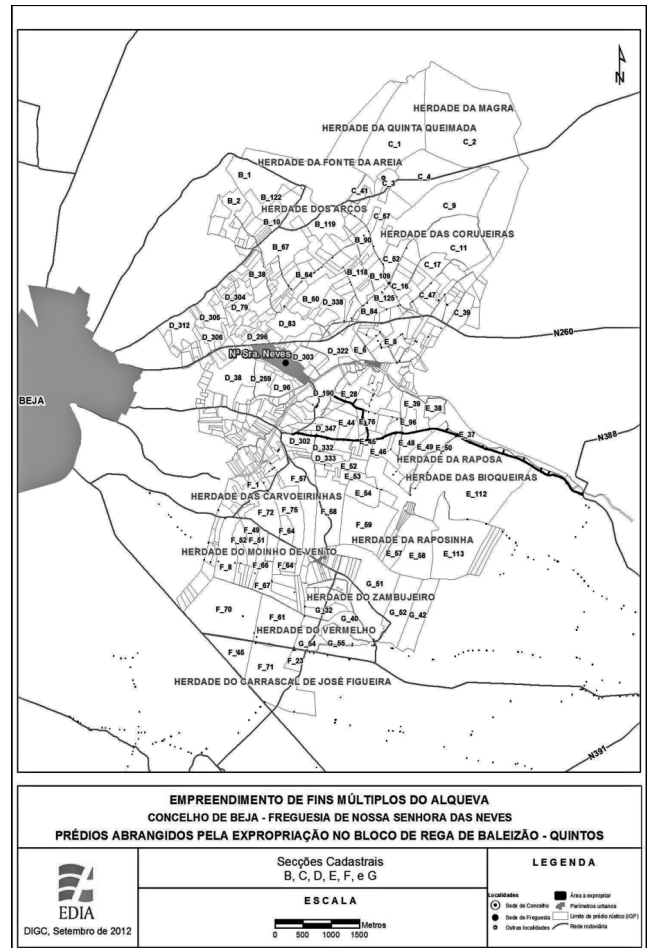 N
HERDADE DA MAGRA
HERDADE DA QUINTA QUEIMADA
C_1
C_2
HERDADE DA FONTE DA AREIA
B_1
C_3
C_4
C_41
B_122
B_2
HERDADE DOS ARCOS
C_9
B_10
B_119
C_57
B_67
B_90
HERDADE DAS CORUJEIRAS
C_11
C_52
C_17
B_38
B_64
B_118
B_109
C_16
D_304
B_60
D_338
B_125
C_47
D_79
D_305
B_84
C_39
D_312
D_83
D_306
D_296
E_8
N260
Nª Sra. Neves
D_303
D_322
E_6
D_38
D_259
D_96
BEJA
D_190
E_28
E_39
E_38
E_44
E_76
E_96
D_347
E_37
N388
D_302
E_45
E_48
E_49
E_50
D_332
E_46
D_333
HERDADE DA RAPOSA
E_52
E_53
HERDADE DAS BIOQUEIRAS
F_1
F_57
E_54
E_112
HERDADE DAS CARVOEIRINHAS
F_72
F_75
F_58
F_59
F_49
F_64
F_52
F_51
HERDADE DA RAPOSINHA
HERDADE DO MOINHO DE VENTO
E_57
E_58
E_113
F_8
F_66
F_64
F_67
G_51
HERDADE DO ZAMBUJEIRO
F_70
G_32
G_52
G_42
F_61
G_40
HERDADE DO VERMELHO
G_54
G_55
F_45
F_23
F_71
HERDADE DO CARRASCAL DE JOSÉ FIGUEIRA
N391
EMPREENDIMENTO DE FINS MÚLTIPLOS DO ALQUEVA
CONCELHO DE BEJA - FREGUESIA DE NOSSA SENHORA DAS NEVES
PRÉDIOS ABRANGIDOS PELA EXPROPRIAÇÃO NO BLOCO DE REGA DE BALEIZÃO - QUINTOS
EDIA
DIGC, Setembro de 2012
Secções Cadastrais
B, C, D, E, F, e G
ESCALA
0 500 1000 1500 Metros
LEGENDA
Localidades
Sede de Concelho
Sede de Freguesia
Outras localidades
Área a expropriar
Perímetros urbanos
Limite de prédio rústico (IGP)
Rede rodoviária